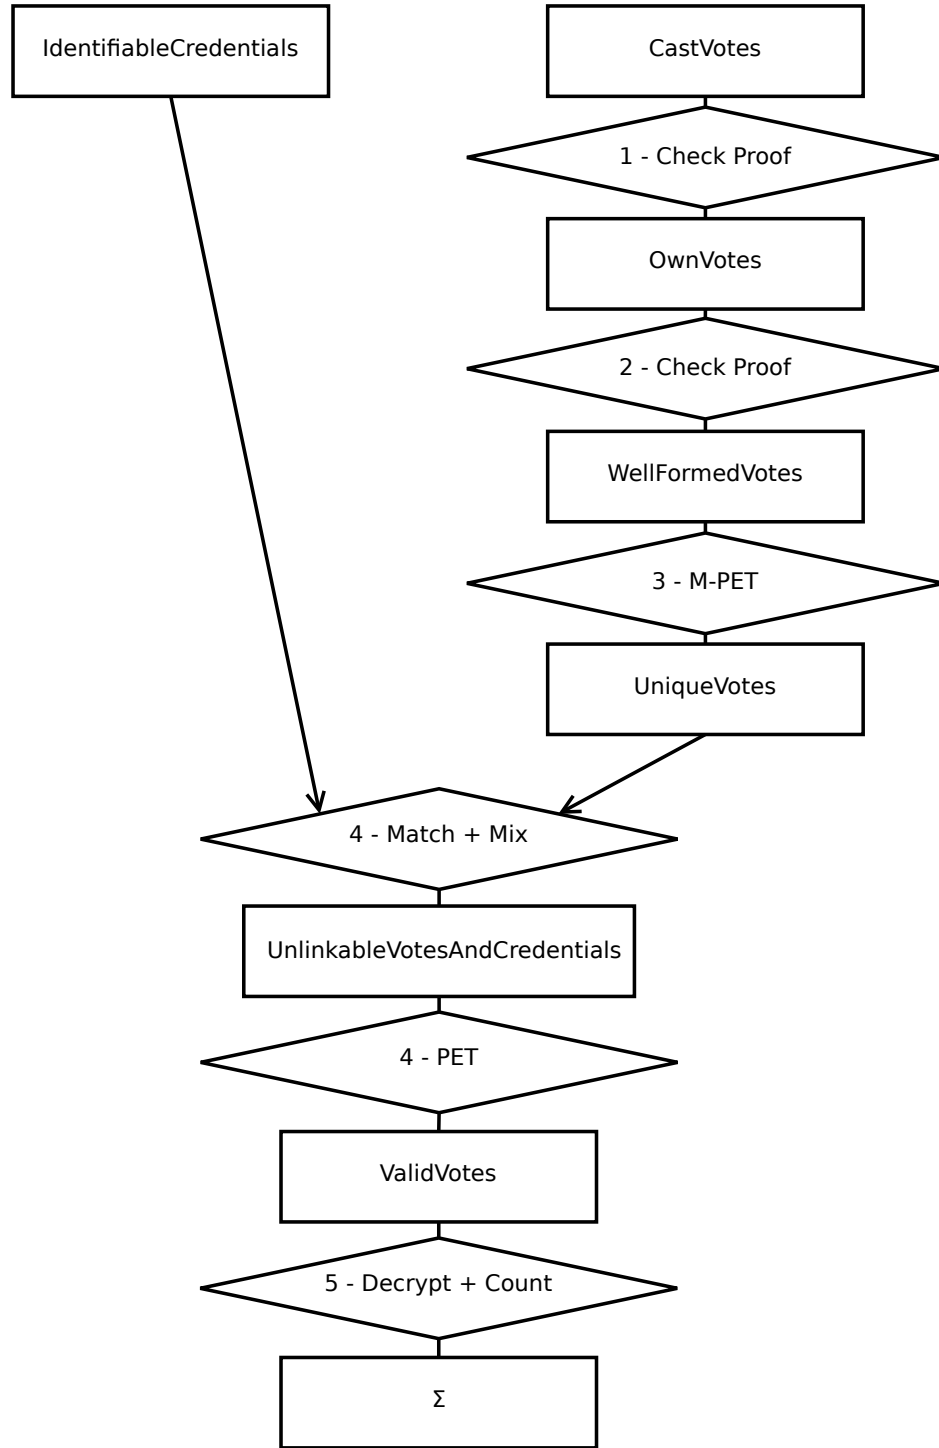 IdentifiableCredentials
CastVotes
1 - Check Proof
OwnVotes
2 - Check Proof
WellFormedVotes
3 - M-PET
UniqueVotes
4 - Match + Mix
UnlinkableVotesAndCredentials
4 - PET
ValidVotes
5 - Decrypt + Count
Σ